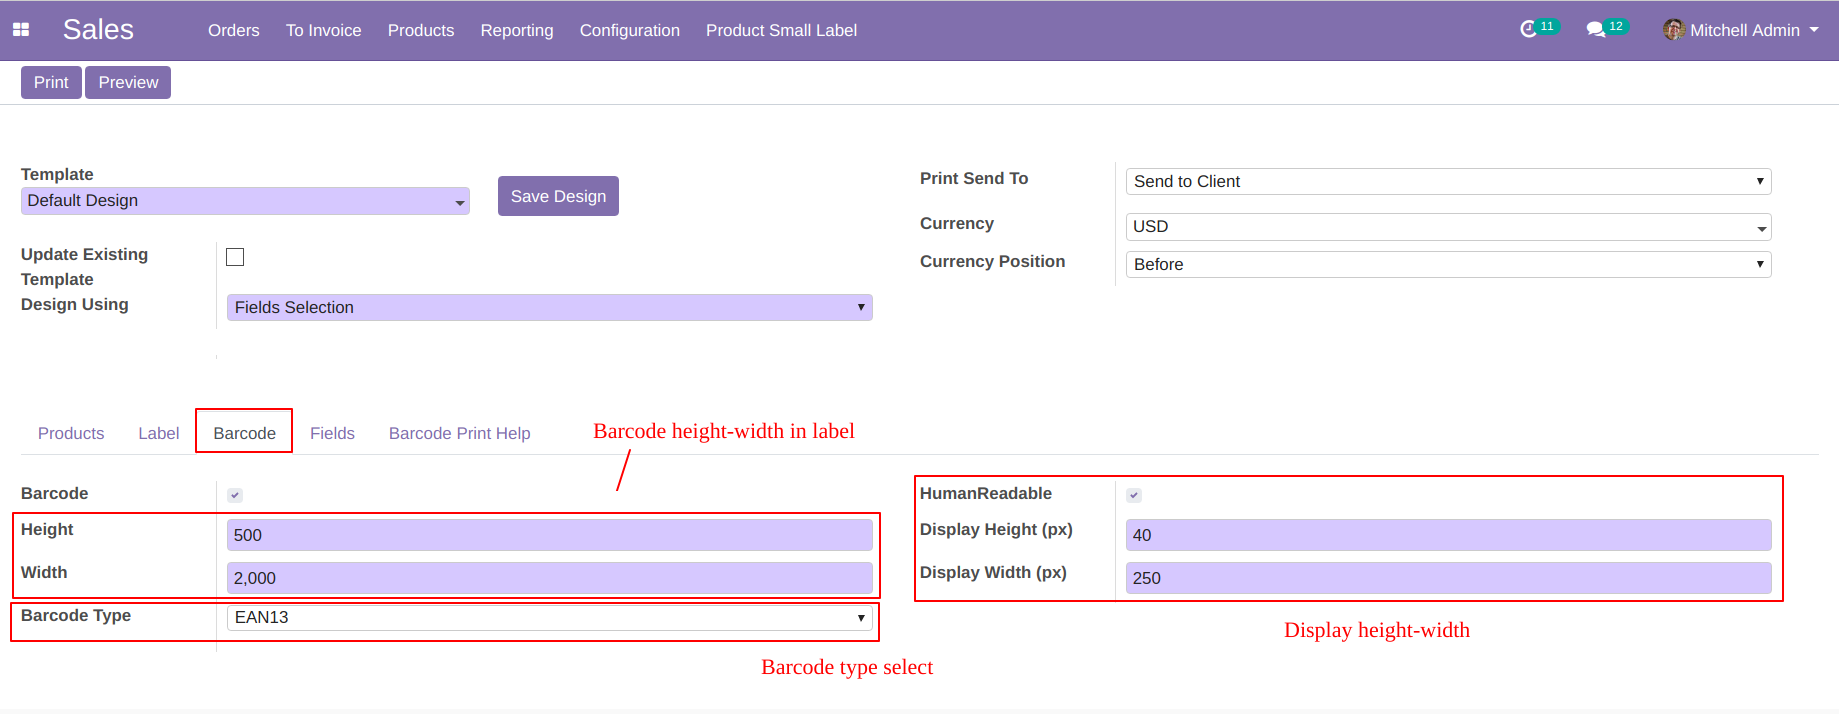 Sales Orders To Invoice Products Reporting Configuration Product Small Label 11 12 Mitchell Admin
Print Preview
Template
Default Design
Save Design
Update Existing
Template
Design Using Fields Selection
Print Send To Send to Client
Currency USD
Currency Position Before
Products Label Barcode Fields Barcode Print Help
Barcode height-width in label
Barcode
Height 500
Width 2,000
Barcode Type EAN13
HumanReadable
Display Height (px) 40
Display Width (px) 250
Display height-width
Barcode type select